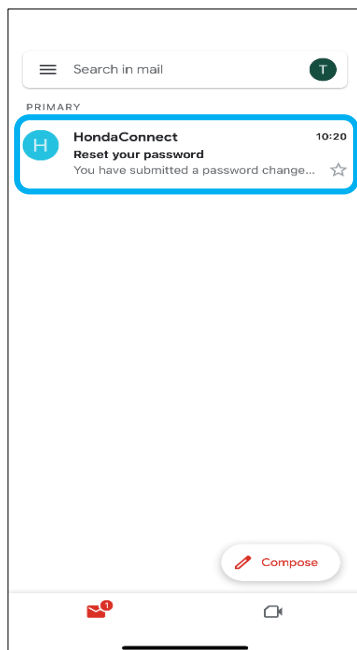 Search in mail
T
PRIMARY
H
HondaConnect
10:20
Reset your password
You have submitted a password change...
Compose
1